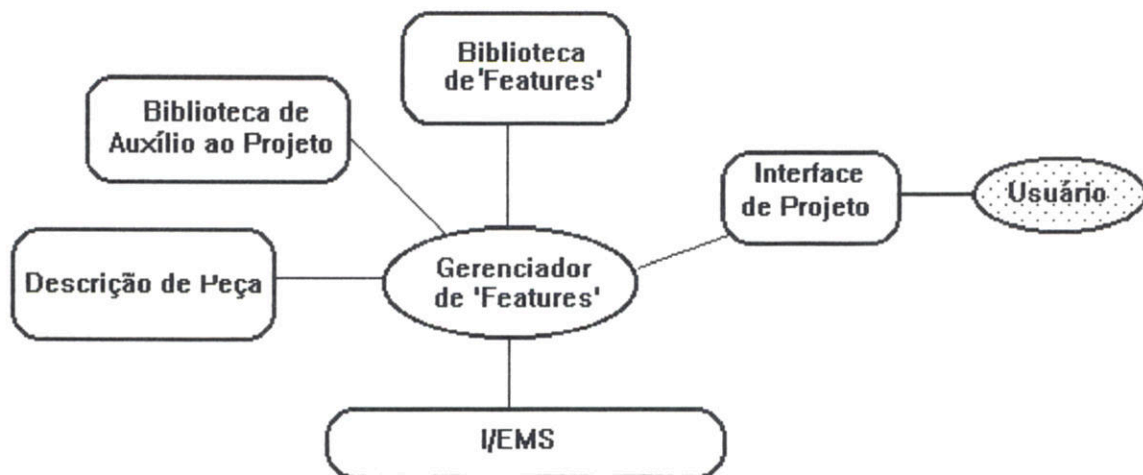 Biblioteca
de 'Features'
Biblioteca de
Auxílio ao Projeto
Interface
de Projeto
Usuário
Descrição de Peça
Gerenciador
de 'Features'
I/EMS